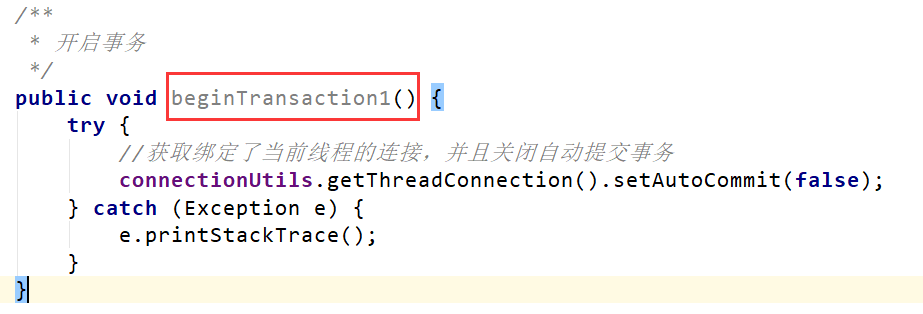 /**
 * 开启事务
 */
public void beginTransaction1() {
    try {
        //获取绑定了当前线程的连接，并且关闭自动提交事务
        connectionUtils.getThreadConnection().setAutoCommit(false);
    } catch (Exception e) {
        e.printStackTrace();
    }
}